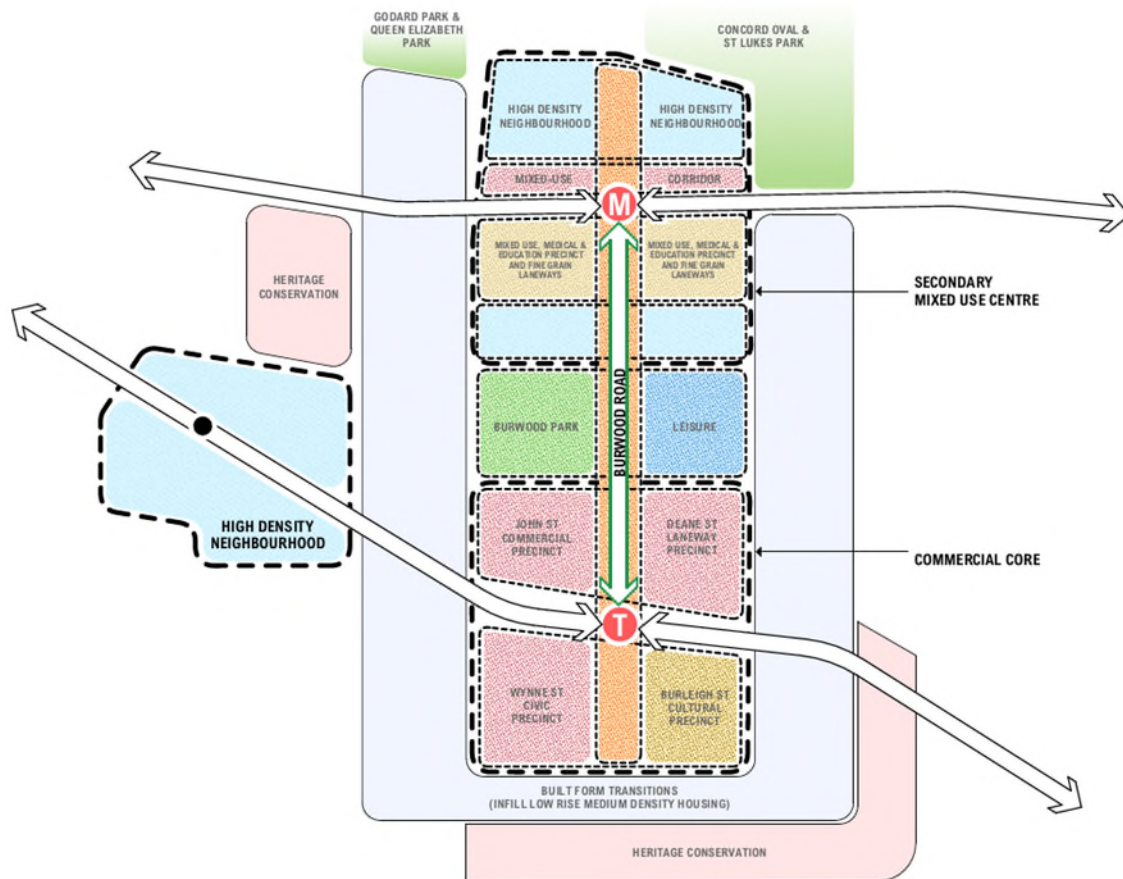 GODARD PARK &
QUEEN ELIZABETH
PARK
CONCORD OVAL &
ST LUKES PARK
HIGH DENSITY
NEIGHBOURHOOD
HIGH DENSITY
NEIGHBOURHOOD
MIXED-USE
CORRIDOR
M
MIXED USE, MEDICAL &
EDUCATION PRECINCT
AND FINE GRAIN
LANEWAYS
MIXED USE, MEDICAL &
EDUCATION PRECINCT
AND FINE GRAIN
LANEWAYS
HERITAGE
CONSERVATION
SECONDARY
MIXED USE CENTRE
BURWOOD ROAD
BURWOOD PARK
LEISURE
HIGH DENSITY
NEIGHBOURHOOD
JOHN ST
COMMERCIAL
PRECINCT
DEANE ST
LANEWAY
PRECINCT
COMMERCIAL CORE
T
WYNNE ST
CIVIC
PRECINCT
BURLEIGH ST
CULTURAL
PRECINCT
BUILT FORM TRANSITIONS
(INFILL LOW RISE MEDIUM DENSITY HOUSING)
HERITAGE CONSERVATION